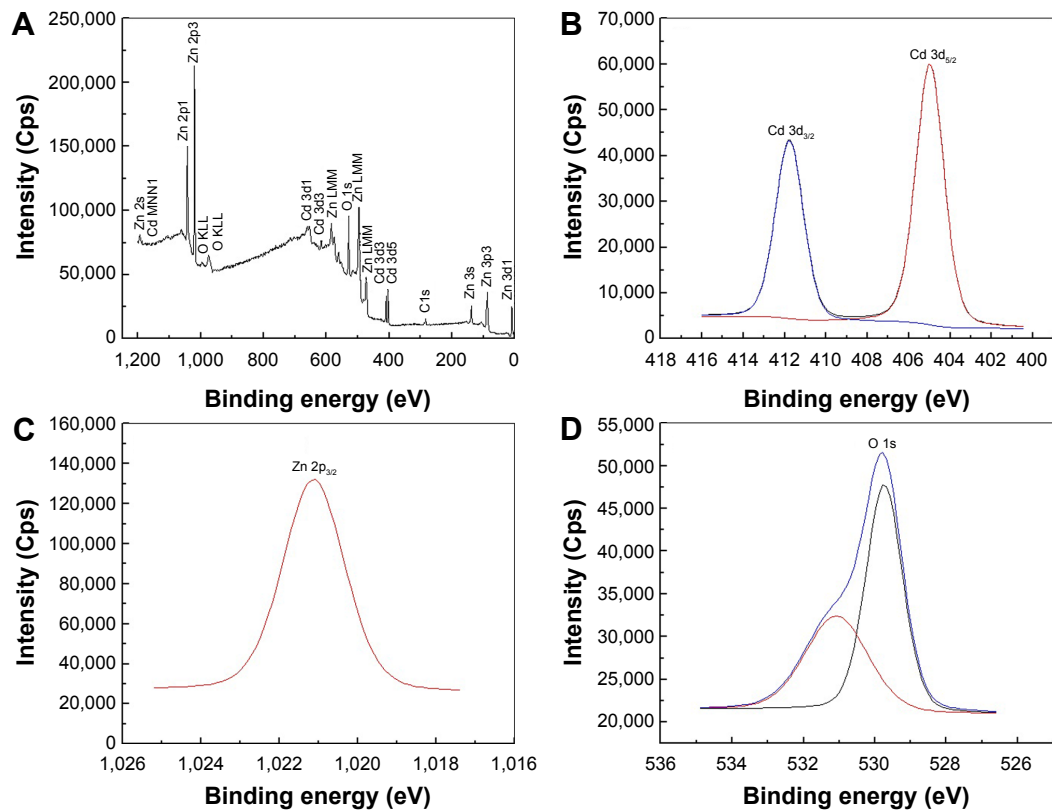 A
Intensity (Cps)
250,000
200,000
150,000
100,000
50,000
0
Zn 2s
Cd MNN1
Zn 2p1
Zn 2p3
O KLL
O KLL
Cd 3d1
Cd 3d3
Zn LMM
O 1s
Zn LMM
Zn LMM
Cd 3d3
Cd 3d5
C1s
Zn 3s
Zn 3p3
Zn 3d1
1,200 1,000 800 600 400 200 0
Binding energy (eV)
B
Intensity (Cps)
70,000
60,000
50,000
40,000
30,000
20,000
10,000
0
Cd 3d3/2
Cd 3d5/2
418 416 414 412 410 408 406 404 402 400
Binding energy (eV)
C
Intensity (Cps)
160,000
140,000
120,000
100,000
80,000
60,000
40,000
20,000
0
Zn 2p3/2
1,026 1,024 1,022 1,020 1,018 1,016
Binding energy (eV)
D
Intensity (Cps)
55,000
50,000
45,000
40,000
35,000
30,000
25,000
20,000
O 1s
536 534 532 530 528 526
Binding energy (eV)